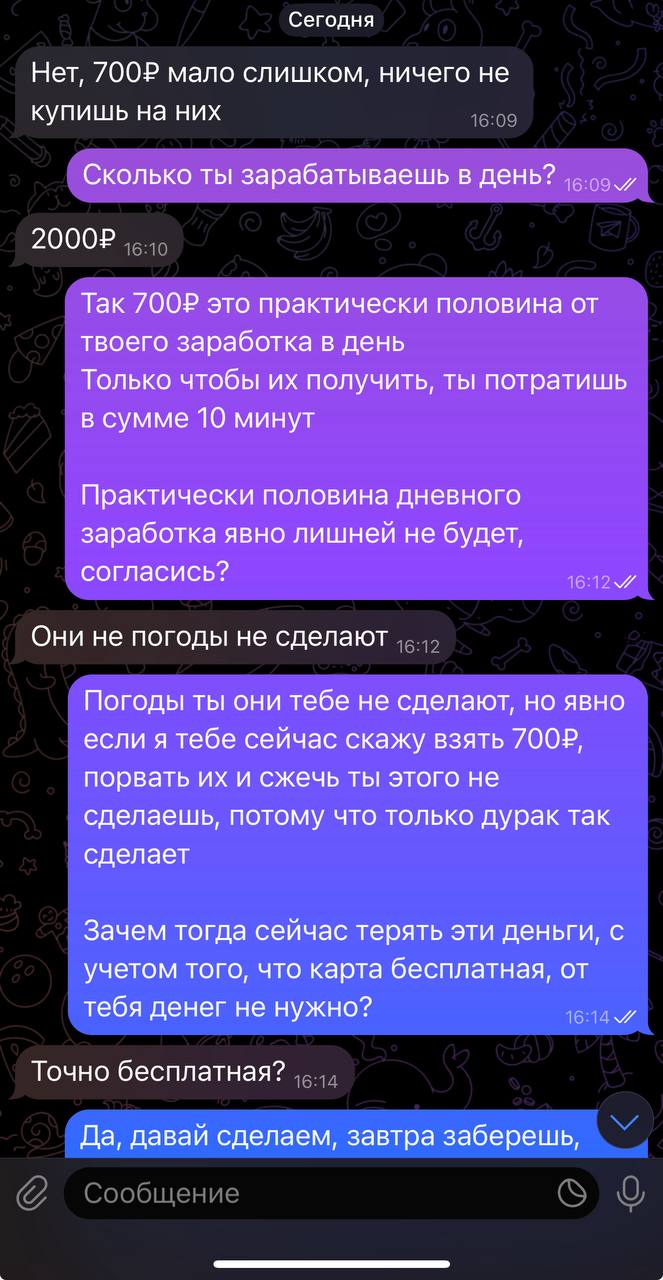 Сегодня
Нет, 700₽ мало слишком, ничего не
купишь на них
16:09
Сколько ты зарабатываешь в день?
16:09
2000₽
16:10
Так 700₽ это практически половина от
твоего заработка в день
Только чтобы их получить, ты потратишь
в сумме 10 минут
Практически половина дневного
заработка явно лишней не будет,
согласись?
16:12
Они не погоды не сделают
16:12
Погоды ты они тебе не сделают, но явно
если я тебе сейчас скажу взять 700₽,
порвать их и сжечь ты этого не
сделаешь, потому что только дурак так
сделает
Зачем тогда сейчас терять эти деньги, с
учетом того, что карта бесплатная, от
тебя денег не нужно?
16:14
Точно бесплатная?
16:14
Да, давай сделаем, завтра заберешь,
Сообщение